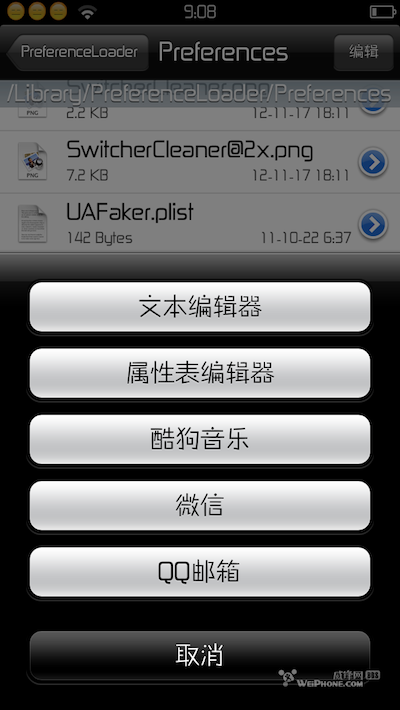 9:08
PreferenceLoader
Preferences
编辑
/Library/PreferenceLoader/Preferences
SwitcherCleaner.png
2.2 KB 12-11-17 18:11
SwitcherCleaner@2x.png
PNG
7.2 KB 12-11-17 18:11
UAFaker.plist
142 Bytes 11-10-22 6:37
文本编辑器
属性表编辑器
酷狗音乐
微信
QQ邮箱
取消
威锋网
WEIPHONE.COM